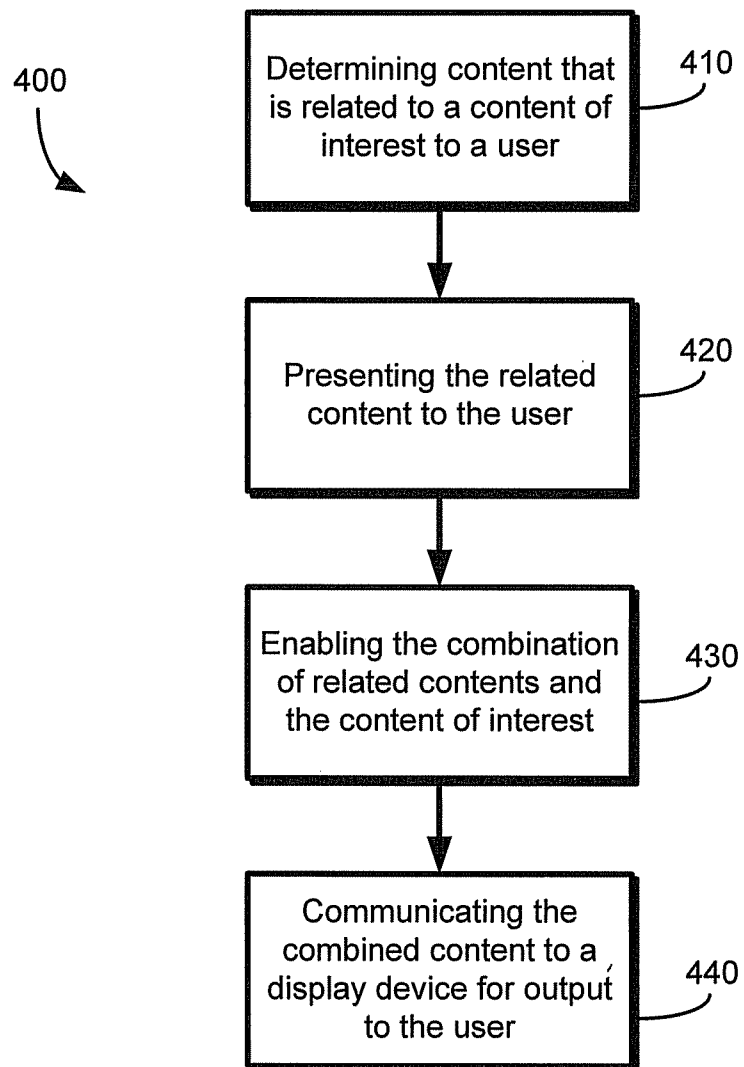 400
Determining content that
is related to a content of
interest to a user
410
Presenting the related
content to the user
420
Enabling the combination
of related contents and
the content of interest
430
Communicating the
combined content to a
display device for output
to the user
440